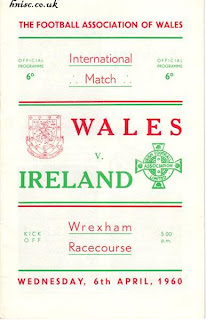 hnisc.co.uk
THE FOOTBALL ASSOCIATION OF WALES
OFFICIAL PROGRAMME 6ᴰ
International Match
OFFICIAL PROGRAMME 6ᴰ
WALES
v.
IRELAND
KICK OFF
Wrexham Racecourse
5:00 p.m.
WEDNESDAY, 6th APRIL, 1960